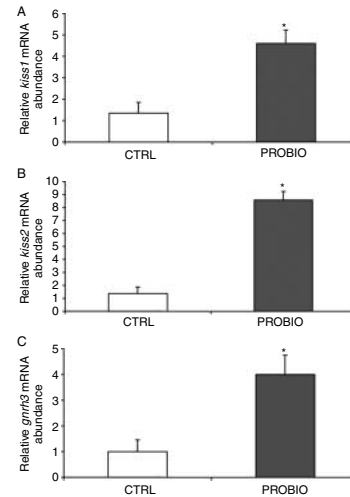 A
Relative kiss1 mRNA
abundance
6
5
4
3
2
1
0
*
CTRL
PROBIO
B
Relative kiss2 mRNA
abundance
10
9
8
7
6
5
4
3
2
1
0
*
CTRL
PROBIO
C
Relative gnrh3 mRNA
abundance
5
4
3
2
1
0
*
CTRL
PROBIO